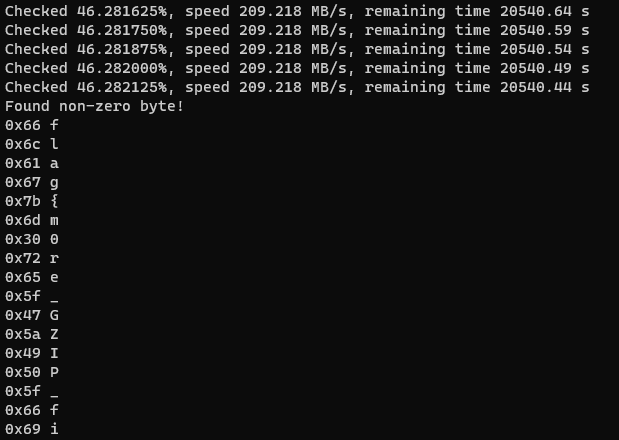 Checked 46.281625%, speed 209.218 MB/s, remaining time 20540.64 s
Checked 46.281750%, speed 209.218 MB/s, remaining time 20540.59 s
Checked 46.281875%, speed 209.218 MB/s, remaining time 20540.54 s
Checked 46.282000%, speed 209.218 MB/s, remaining time 20540.49 s
Checked 46.282125%, speed 209.218 MB/s, remaining time 20540.44 s
Found non-zero byte!
0x66 f
0x6c l
0x61 a
0x67 g
0x7b {
0x6d m
0x30 0
0x72 r
0x65 e
0x5f _
0x47 G
0x5a Z
0x49 I
0x50 P
0x5f _
0x66 f
0x69 i